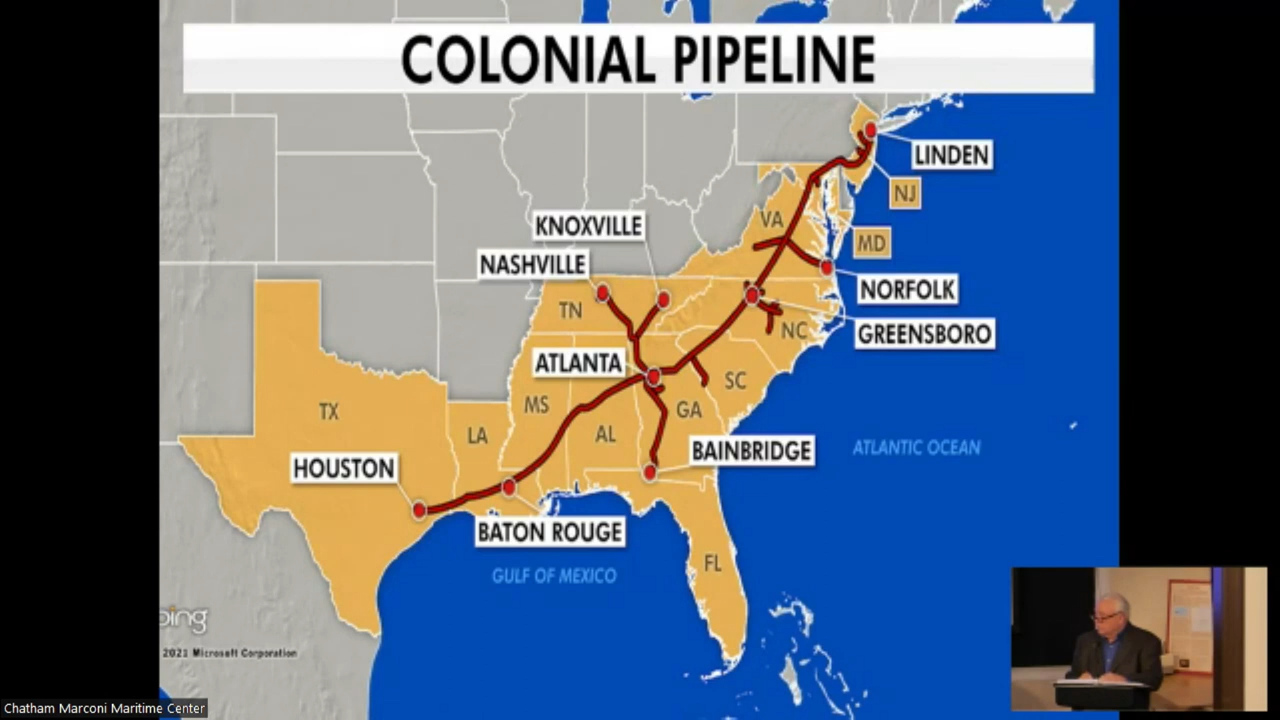 COLONIAL PIPELINE
LINDEN
NJ
KNOXVILLE
VA
MD
NASHVILLE
NORFOLK
TN
GREENSBORO
NC
ATLANTA
SC
MS
GA
TX
LA
AL
BAINBRIDGE
ATLANTIC OCEAN
HOUSTON
BATON ROUGE
FL
GULF OF MEXICO
bing
2021 Microsoft Corporation
Chatham Marconi Maritime Center